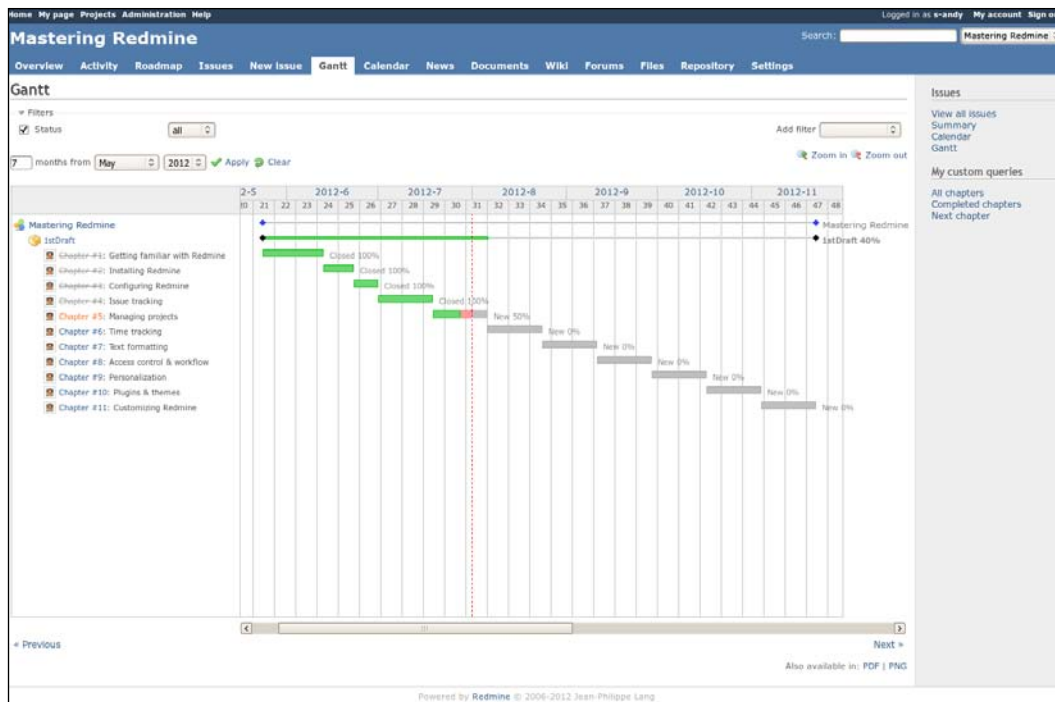 Home My page Projects Administration Help Logged in as s-andy My account Sign o
Mastering Redmine Search: Mastering Redmine
Overview Activity Roadmap Issues New issue Gantt Calendar News Documents Wiki Forums Files Repository Settings
Gantt
Filters
Status all Add filter
7 months from May 2012 Apply Clear Zoom in Zoom out
2-5 2012-6 2012-7 2012-8 2012-9 2012-10 2012-11
20 21 22 23 24 25 26 27 28 29 30 31 32 33 34 35 36 37 38 39 40 41 42 43 44 45 46 47 48
Mastering Redmine Mastering Redmine
1stDraft 1stDraft 40%
Chapter #1: Getting familiar with Redmine Closed 100%
Chapter #2: Installing Redmine Closed 100%
Chapter #3: Configuring Redmine Closed 100%
Chapter #4: Issue tracking Closed 100%
Chapter #5: Managing projects New 50%
Chapter #6: Time tracking New 0%
Chapter #7: Text formatting New 0%
Chapter #8: Access control & workflow New 0%
Chapter #9: Personalization New 0%
Chapter #10: Plugins & themes New 0%
Chapter #11: Customizing Redmine New 0%
« Previous Next »
Also available in: PDF | PNG
Issues
View all issues
Summary
Calendar
Gantt
My custom queries
All chapters
Completed chapters
Next chapter
Powered by Redmine © 2006-2012 Jean-Philippe Lang